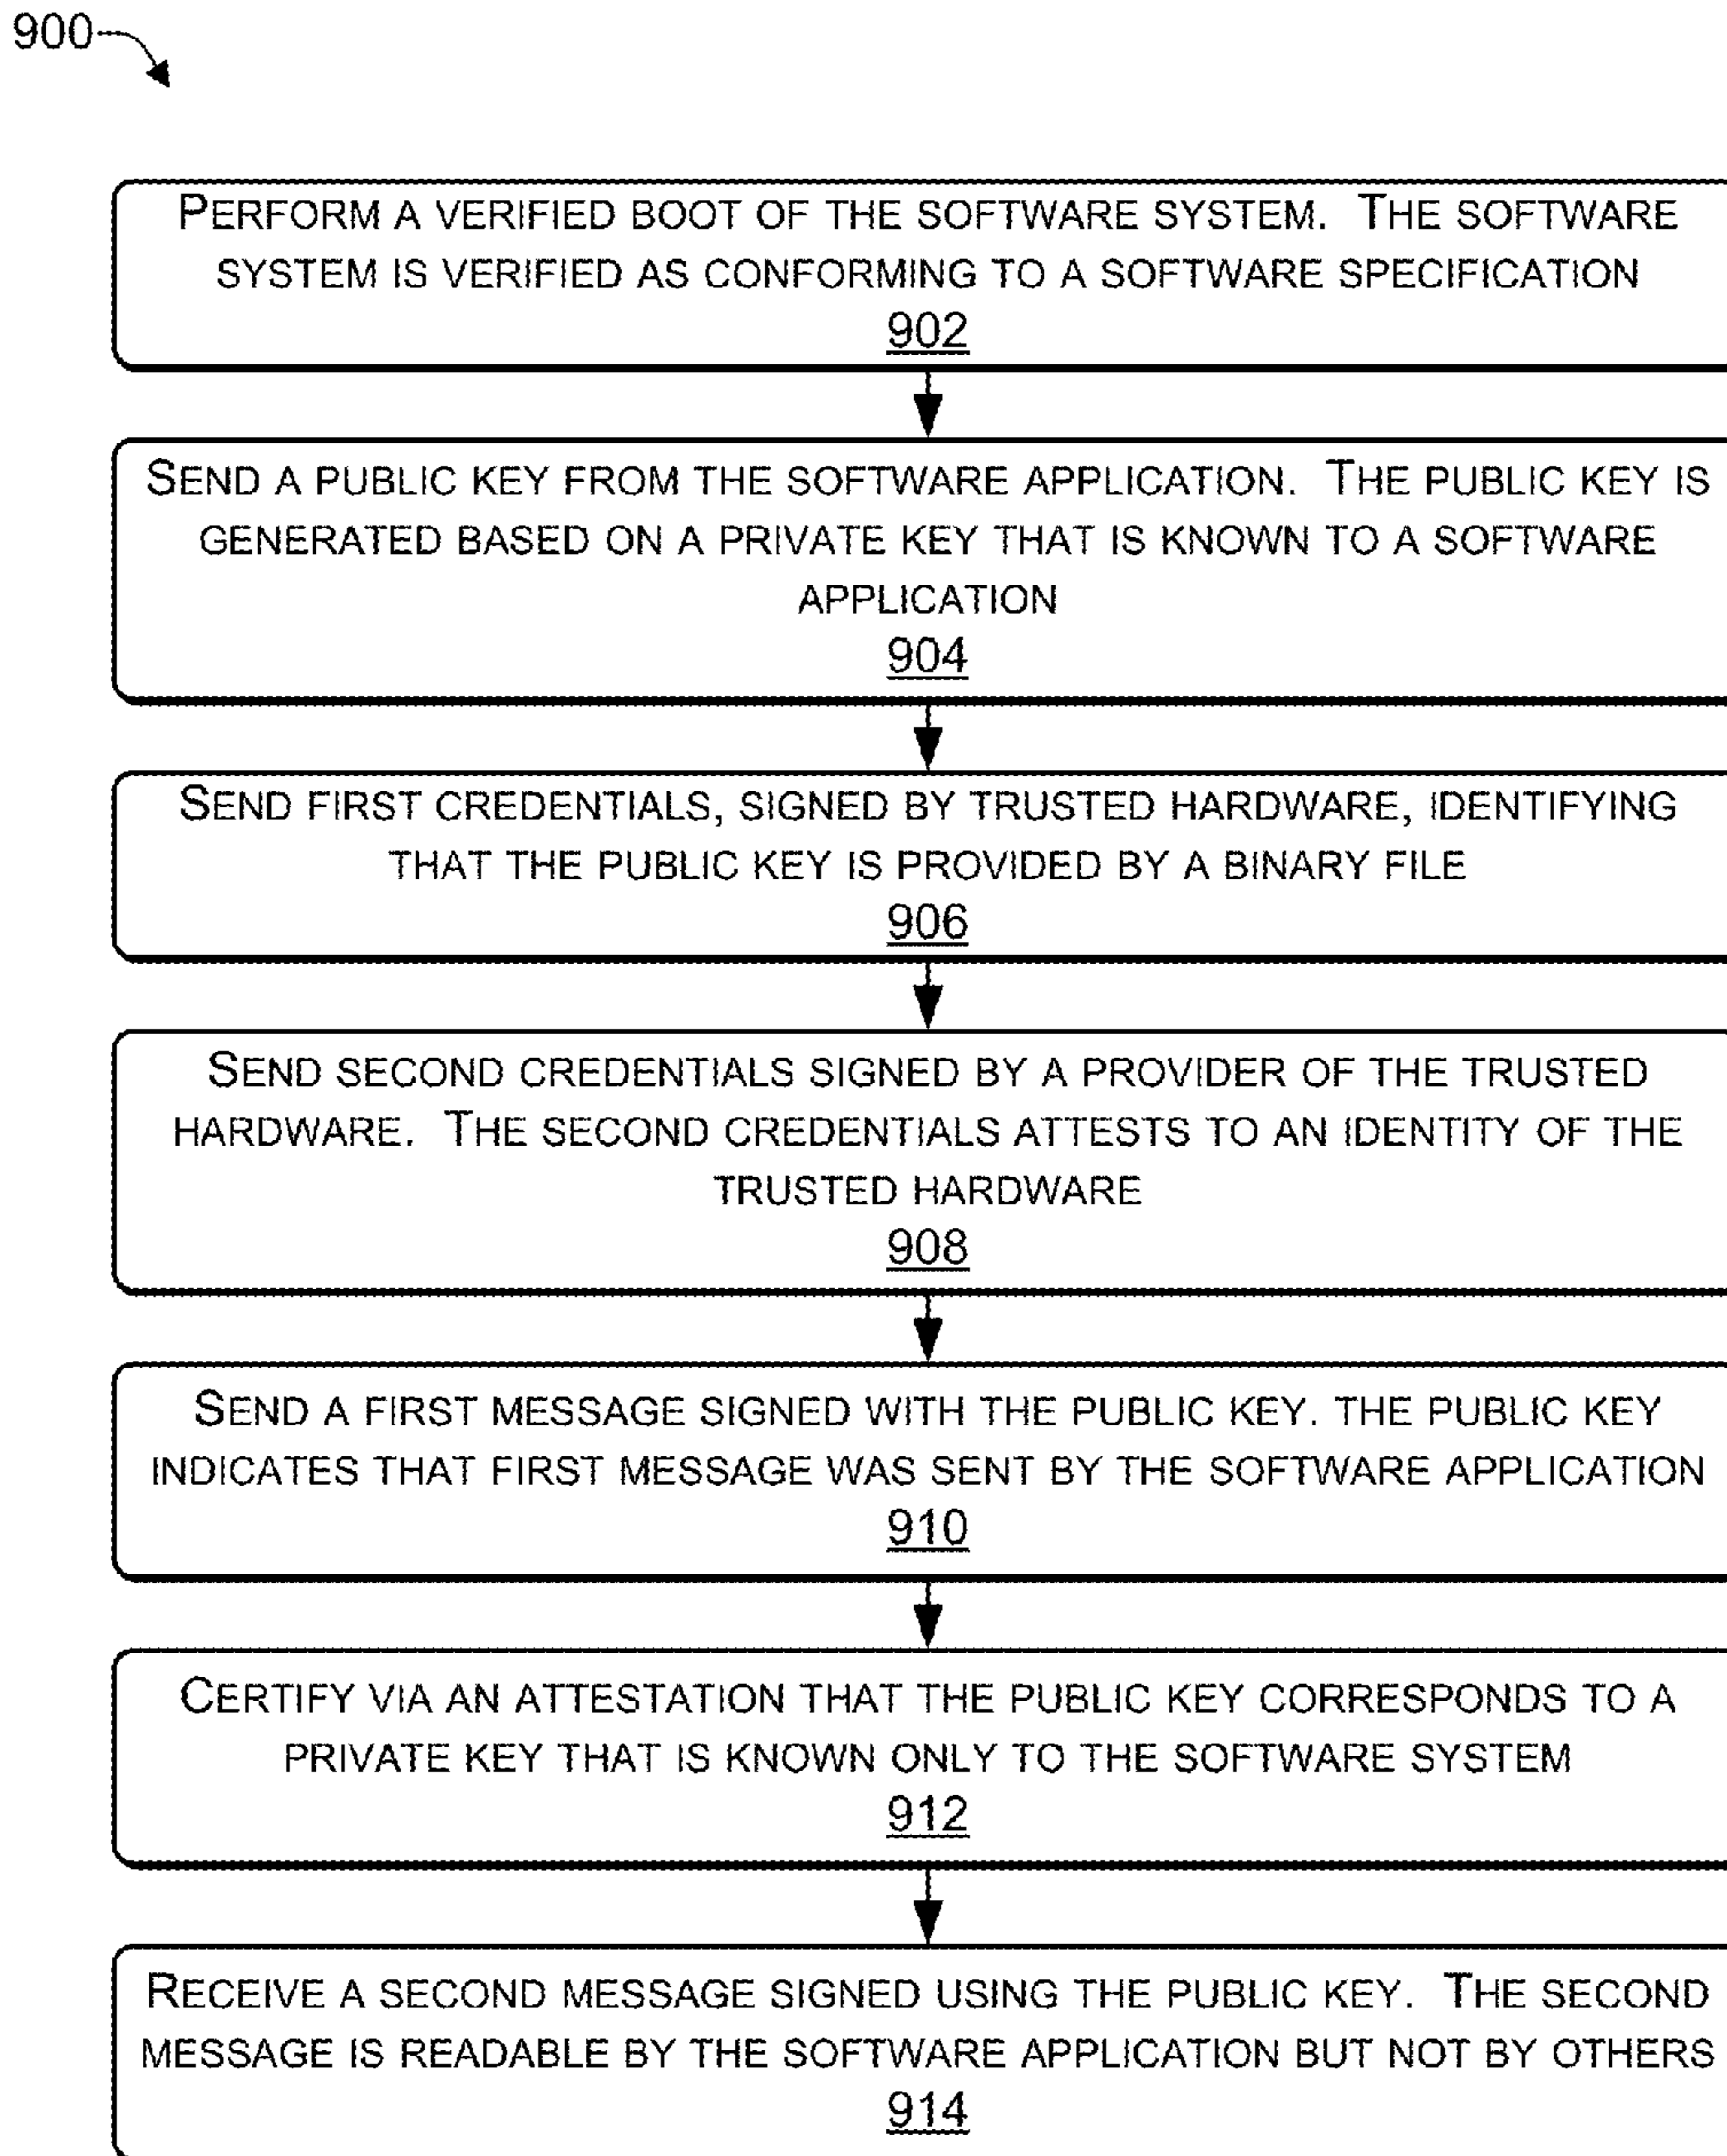 900
PERFORM A VERIFIED BOOT OF THE SOFTWARE SYSTEM. THE SOFTWARE
SYSTEM IS VERIFIED AS CONFORMING TO A SOFTWARE SPECIFICATION
902
SEND A PUBLIC KEY FROM THE SOFTWARE APPLICATION. THE PUBLIC KEY IS
GENERATED BASED ON A PRIVATE KEY THAT IS KNOWN TO A SOFTWARE
APPLICATION
904
SEND FIRST CREDENTIALS, SIGNED BY TRUSTED HARDWARE, IDENTIFYING
THAT THE PUBLIC KEY IS PROVIDED BY A BINARY FILE
906
SEND SECOND CREDENTIALS SIGNED BY A PROVIDER OF THE TRUSTED
HARDWARE. THE SECOND CREDENTIALS ATTESTS TO AN IDENTITY OF THE
TRUSTED HARDWARE
908
SEND A FIRST MESSAGE SIGNED WITH THE PUBLIC KEY. THE PUBLIC KEY
INDICATES THAT FIRST MESSAGE WAS SENT BY THE SOFTWARE APPLICATION
910
CERTIFY VIA AN ATTESTATION THAT THE PUBLIC KEY CORRESPONDS TO A
PRIVATE KEY THAT IS KNOWN ONLY TO THE SOFTWARE SYSTEM
912
RECEIVE A SECOND MESSAGE SIGNED USING THE PUBLIC KEY. THE SECOND
MESSAGE IS READABLE BY THE SOFTWARE APPLICATION BUT NOT BY OTHERS
914